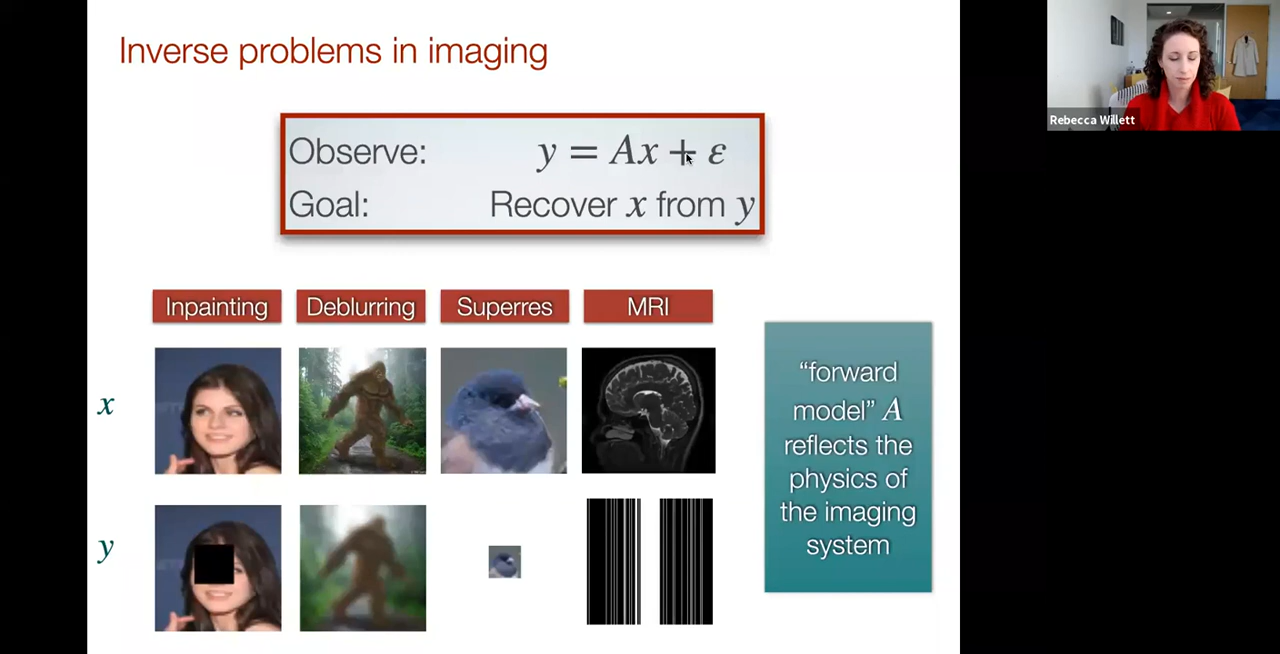 Inverse problems in imaging
Observe: y = Ax + ε
Goal: Recover x from y
Inpainting Deblurring Superres MRI
x
y
“forward
model” A
reflects the
physics of
the imaging
system
Rebecca Willett